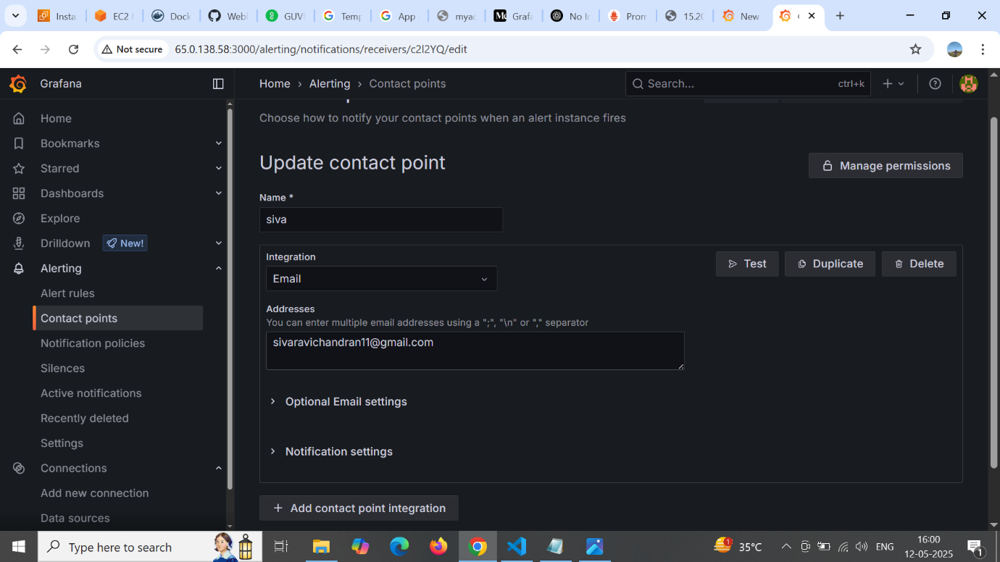 Insta
EC2
Dock
Webl
GUVI
Temp
App
myac
Grafa
No In
Prom
15.20
New
Not secure
65.0.138.58:3000/alerting/notifications/receivers/c2l2YQ/edit
Grafana
Home › Alerting › Contact points
Search...
ctrl+k
Home
Bookmarks
Starred
Dashboards
Explore
Drilldown
New!
Alerting
Alert rules
Contact points
Notification policies
Silences
Active notifications
Recently deleted
Settings
Connections
Add new connection
Data sources
Choose how to notify your contact points when an alert instance fires
Update contact point
Manage permissions
Name *
siva
Integration
Email
Test
Duplicate
Delete
Addresses
You can enter multiple email addresses using a ";", "\n" or "," separator
sivaravichandran11@gmail.com
Optional Email settings
Notification settings
Add contact point integration
Type here to search
1
35°C
ENG
16:00
12-05-2025
1